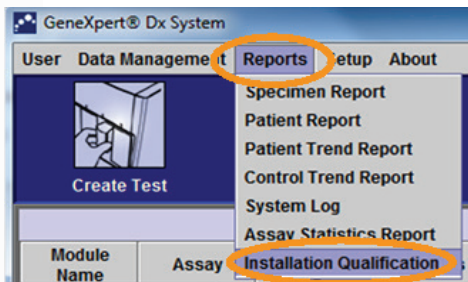 GeneXpert® Dx System
User Data Management Reports Setup About
Specimen Report
Patient Report
Patient Trend Report
Control Trend Report
System Log
Assay Statistics Report
Installation Qualification
Create Test
Module Name
Assay